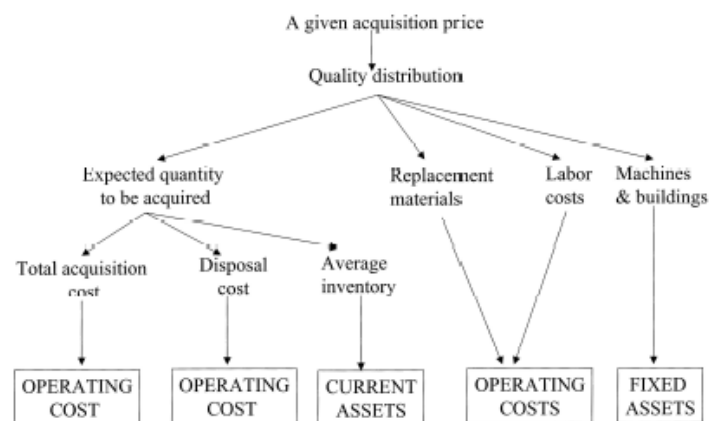 A given acquisition price
Quality distribution
Expected quantity
to be acquired
Replacement
materials
Labor
costs
Machines
& buildings
Total acquisition
cost
Disposal
cost
Average
inventory
OPERATING
COST
OPERATING
COST
CURRENT
ASSETS
OPERATING
COSTS
FIXED
ASSETS